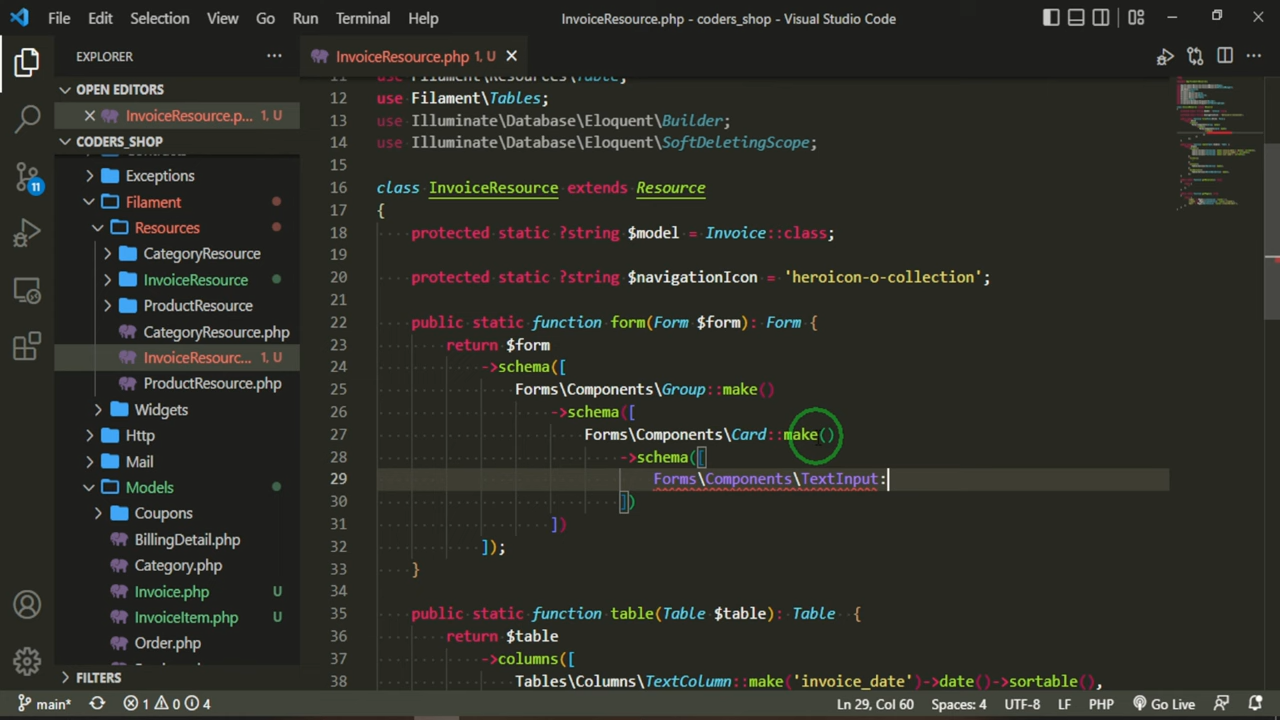 File Edit Selection View Go Run Terminal Help InvoiceResource.php - coders_shop - Visual Studio Code
EXPLORER ...
InvoiceResource.php 1, U
OPEN EDITORS
InvoiceResource.p... 1, U
CODERS_SHOP
Exceptions
Filament
Resources
CategoryResource
InvoiceResource
ProductResource
CategoryResource.php
InvoiceResourc... 1, U
ProductResource.php
Widgets
Http
Mail
Models
Coupons
BillingDetail.php
Category.php
Invoice.php U
InvoiceItem.php U
Order.php
FILTERS
11
11 use Filament\Resources\Table;
12 use Filament\Tables;
13 use Illuminate\Database\Eloquent\Builder;
14 use Illuminate\Database\Eloquent\SoftDeletingScope;
15
16 class InvoiceResource extends Resource
17 {
18 protected static ?string $model = Invoice::class;
19
20 protected static ?string $navigationIcon = 'heroicon-o-collection';
21
22 public static function form(Form $form): Form {
23 return $form
24 ->schema([
25 Forms\Components\Group::make()
26 ->schema([
27 Forms\Components\Card::make()
28 ->schema([
29 Forms\Components\TextInput:
30 ])
31 ])
32 ]);
33 }
34
35 public static function table(Table $table): Table {
36 return $table
37 ->columns([
38 Tables\Columns\TextColumn::make('invoice_date')->date()->sortable(),
main* 1 0 4 Ln 29, Col 60 Spaces: 4 UTF-8 LF PHP Go Live